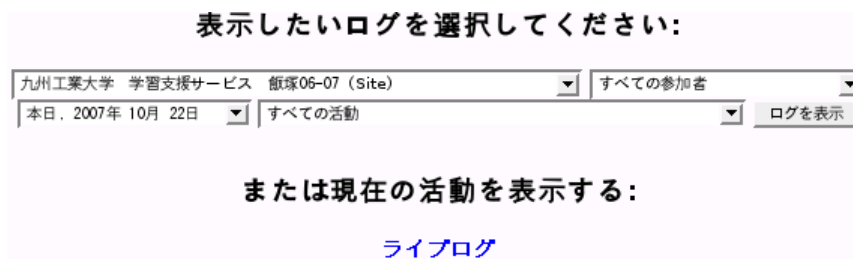 表示したいログを選択してください:
九州工業大学 学習支援サービス 飯塚06-07 (Site) すべての参加者
本日, 2007年 10月 22日 すべての活動 ログを表示
または現在の活動を表示する:
ライブログ